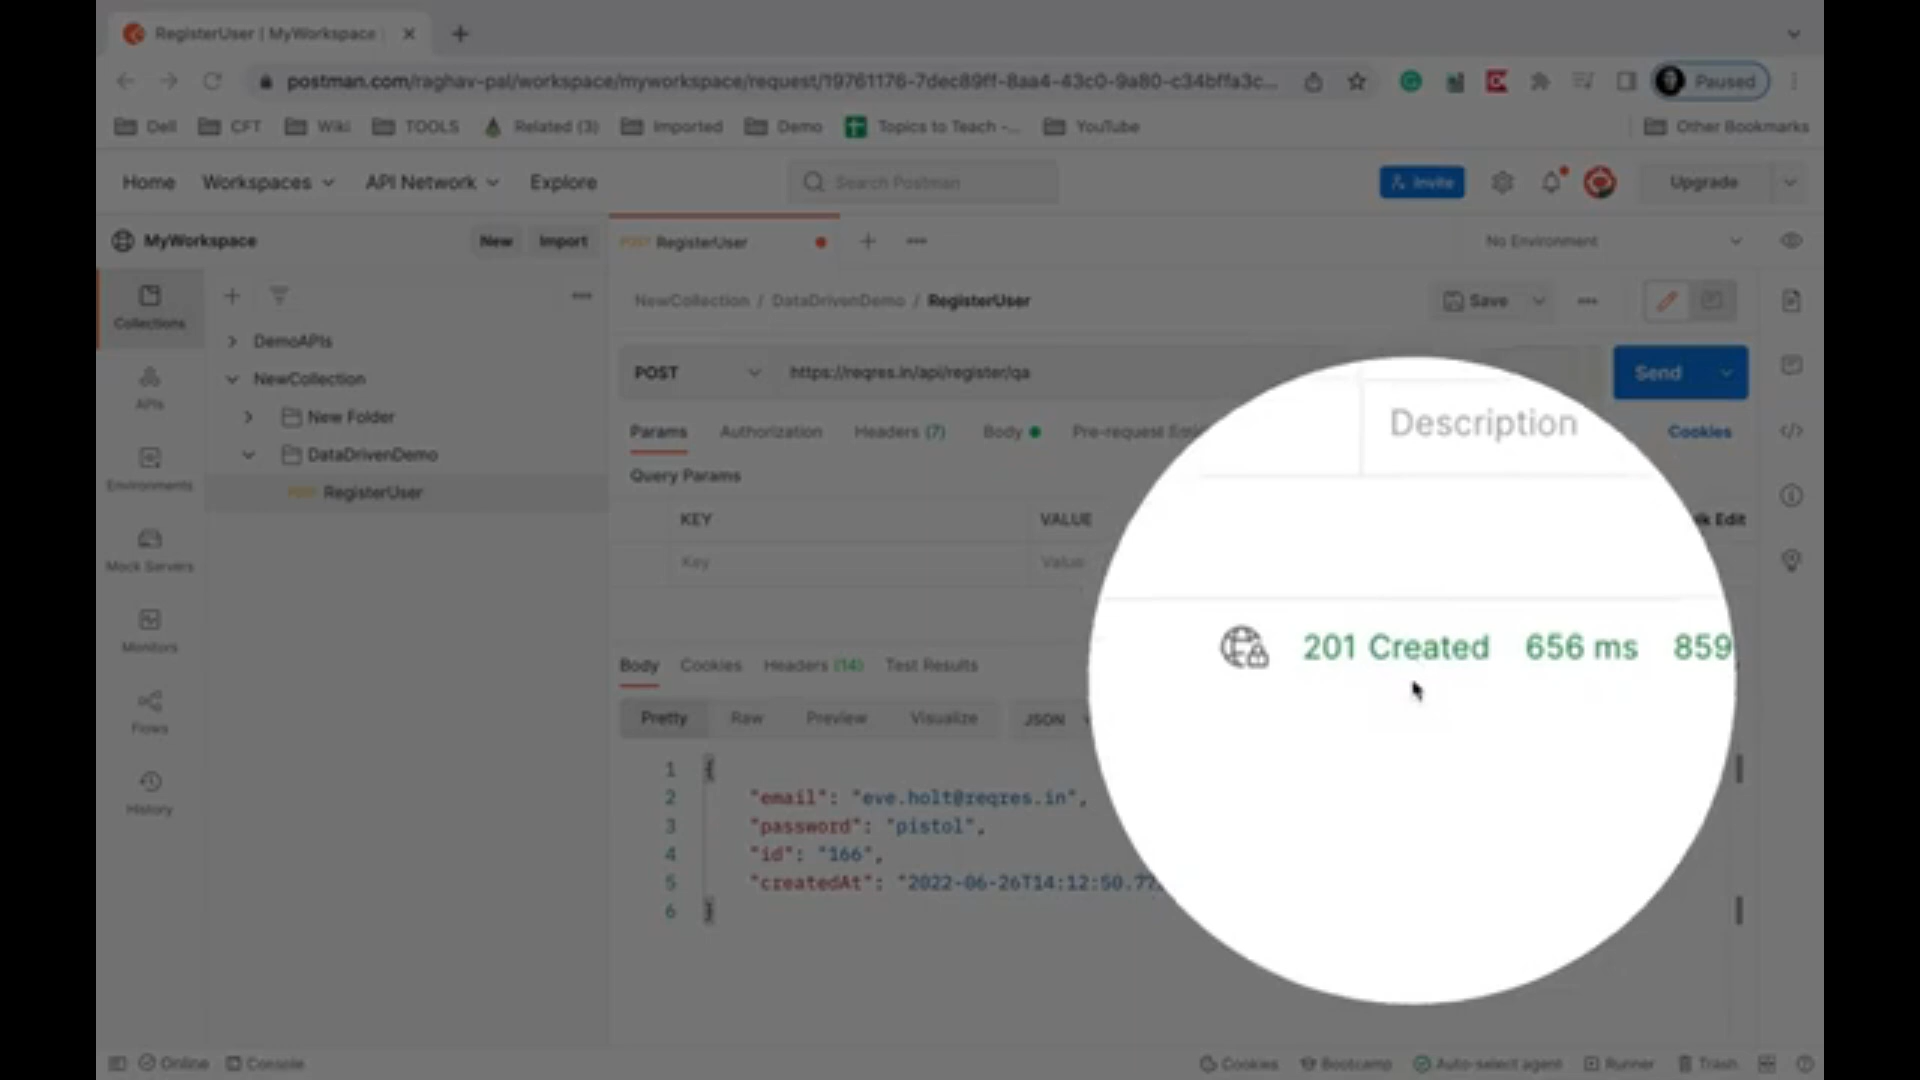 RegisterUser | MyWorkspace
postman.com/raghav-pal/workspace/myworkspace/request/19761176-7dec89ff-8aa4-43c0-9a80-c34bffa3c...
Paused
Dell CFT Wiki TOOLS Related (3) Imported Demo Topics to Teach -... YouTube Other Bookmarks
Home Workspaces API Network Explore Search Postman Invite Upgrade
MyWorkspace New Import POST RegisterUser No Environment
Collections
DemoAPIs
NewCollection
New Folder
DataDrivenDemo
POST RegisterUser
APIs
Environments
Mock Servers
Monitors
Flows
History
NewCollection / DataDrivenDemo / RegisterUser Save
POST https://reqres.in/api/register/qa Send
Params Authorization Headers (7) Body Pre-request Cookies
Query Params
KEY VALUE Edit
Key Value
Description
201 Created 656 ms 859
Body Cookies Headers (14) Test Results
Pretty Raw Preview Visualize JSON
1 {
2 "email": "eve.holt@reqres.in",
3 "password": "pistol",
4 "id": "166",
5 "createdAt": "2022-06-26T14:12:50.77
6 }
Online Console Cookies Bootcamp Auto-select agent Runner Trash